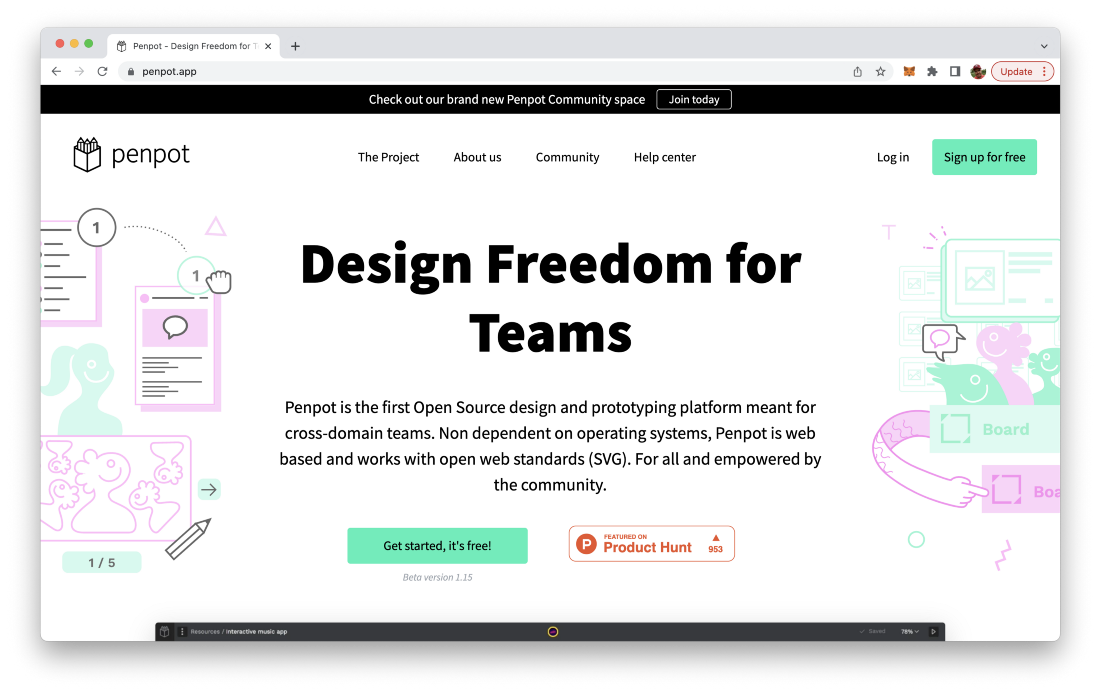 Penpot - Design Freedom for T
penpot.app
Update
Check out our brand new Penpot Community space
Join today
penpot
The Project
About us
Community
Help center
Log in
Sign up for free
1
1
T
Design Freedom for
Teams
Penpot is the first Open Source design and prototyping platform meant for
cross-domain teams. Non dependent on operating systems, Penpot is web
based and works with open web standards (SVG). For all and empowered by
the community.
Board
Boa
Get started, it's free!
P
FEATURED ON
Product Hunt
953
Beta version 1.15
1 / 5
Resources / Interactive music app
Saved
78%